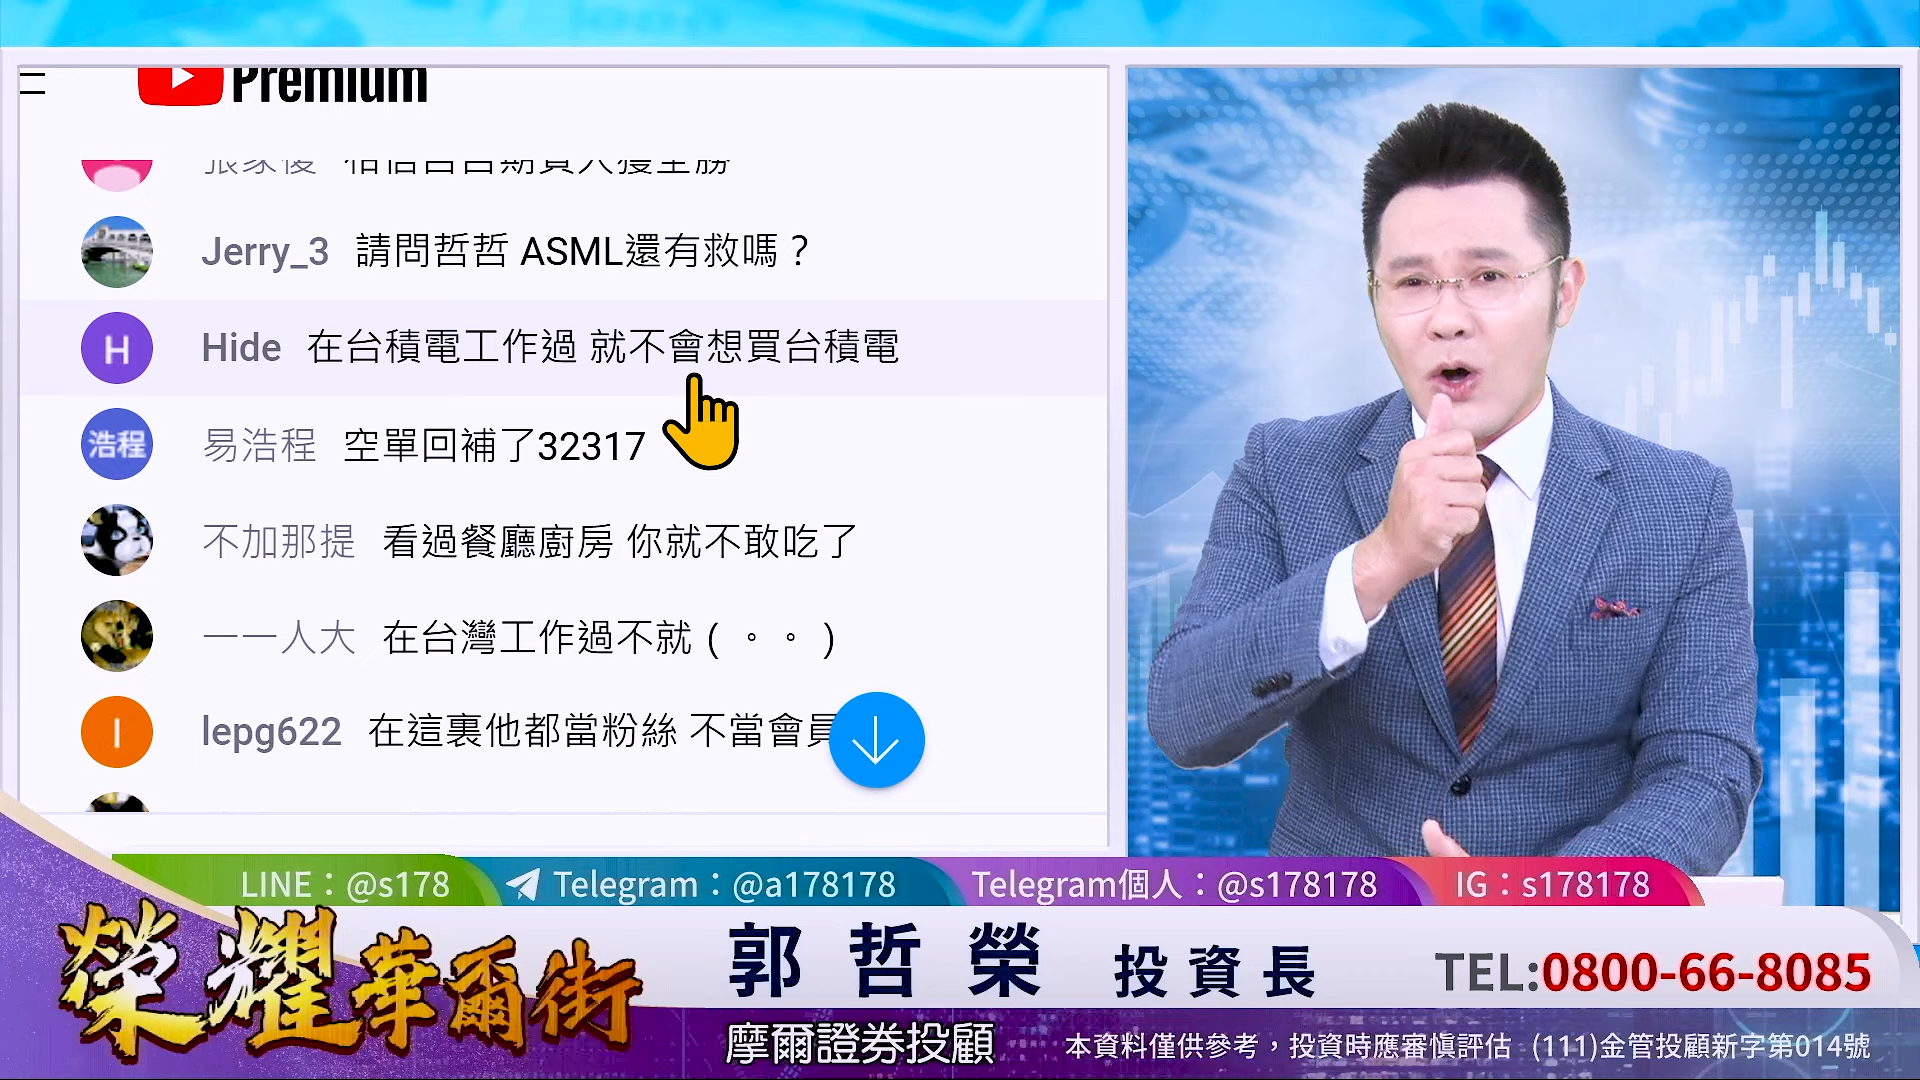 Premium
Jerry_3 請問哲哲 ASML還有救嗎？
H Hide 在台積電工作過 就不會想買台積電
浩程 易浩程 空單回補了32317
不加那提 看過餐廳廚房 你就不敢吃了
一一人大 在台灣工作過不就（。。）
I lepg622 在這裏他都當粉絲 不當會員
LINE：@s178 Telegram：@a178178 Telegram個人：@s178178 IG：s178178
榮耀華爾街
郭哲榮 投資長
TEL:0800-66-8085
摩爾證券投顧
本資料僅供參考，投資時應審慎評估 (111)金管投顧新字第014號